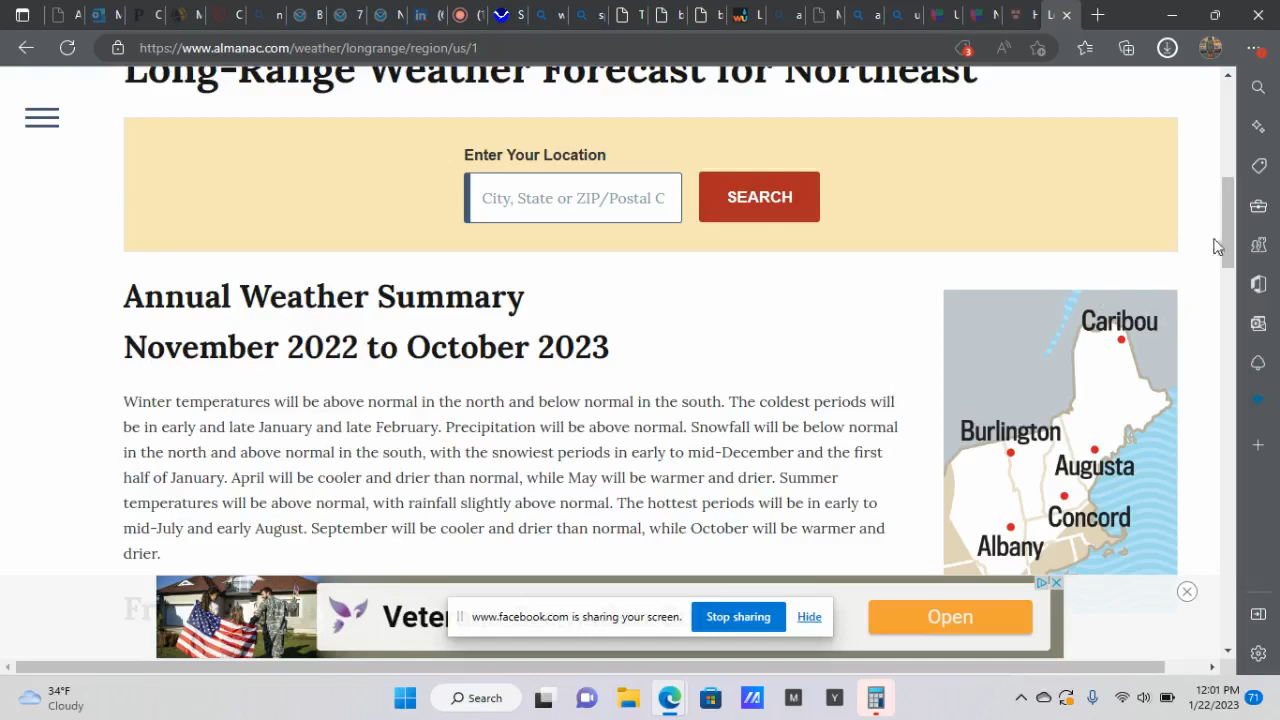 https://www.almanac.com/weather/longrange/region/us/1
3
Long-Range Weather Forecast for Northeast
Enter Your Location
City, State or ZIP/Postal C
SEARCH
Annual Weather Summary
November 2022 to October 2023
Winter temperatures will be above normal in the north and below normal in the south. The coldest periods will
be in early and late January and late February. Precipitation will be above normal. Snowfall will be below normal
in the north and above normal in the south, with the snowiest periods in early to mid-December and the first
half of January. April will be cooler and drier than normal, while May will be warmer and drier. Summer
temperatures will be above normal, with rainfall slightly above normal. The hottest periods will be in early to
mid-July and early August. September will be cooler and drier than normal, while October will be warmer and
drier.
Caribou
Burlington
Augusta
Concord
Albany
www.facebook.com is sharing your screen.
Stop sharing
Hide
Open
34°F
Cloudy
Search
M
Y
12:01 PM
1/22/2023
71